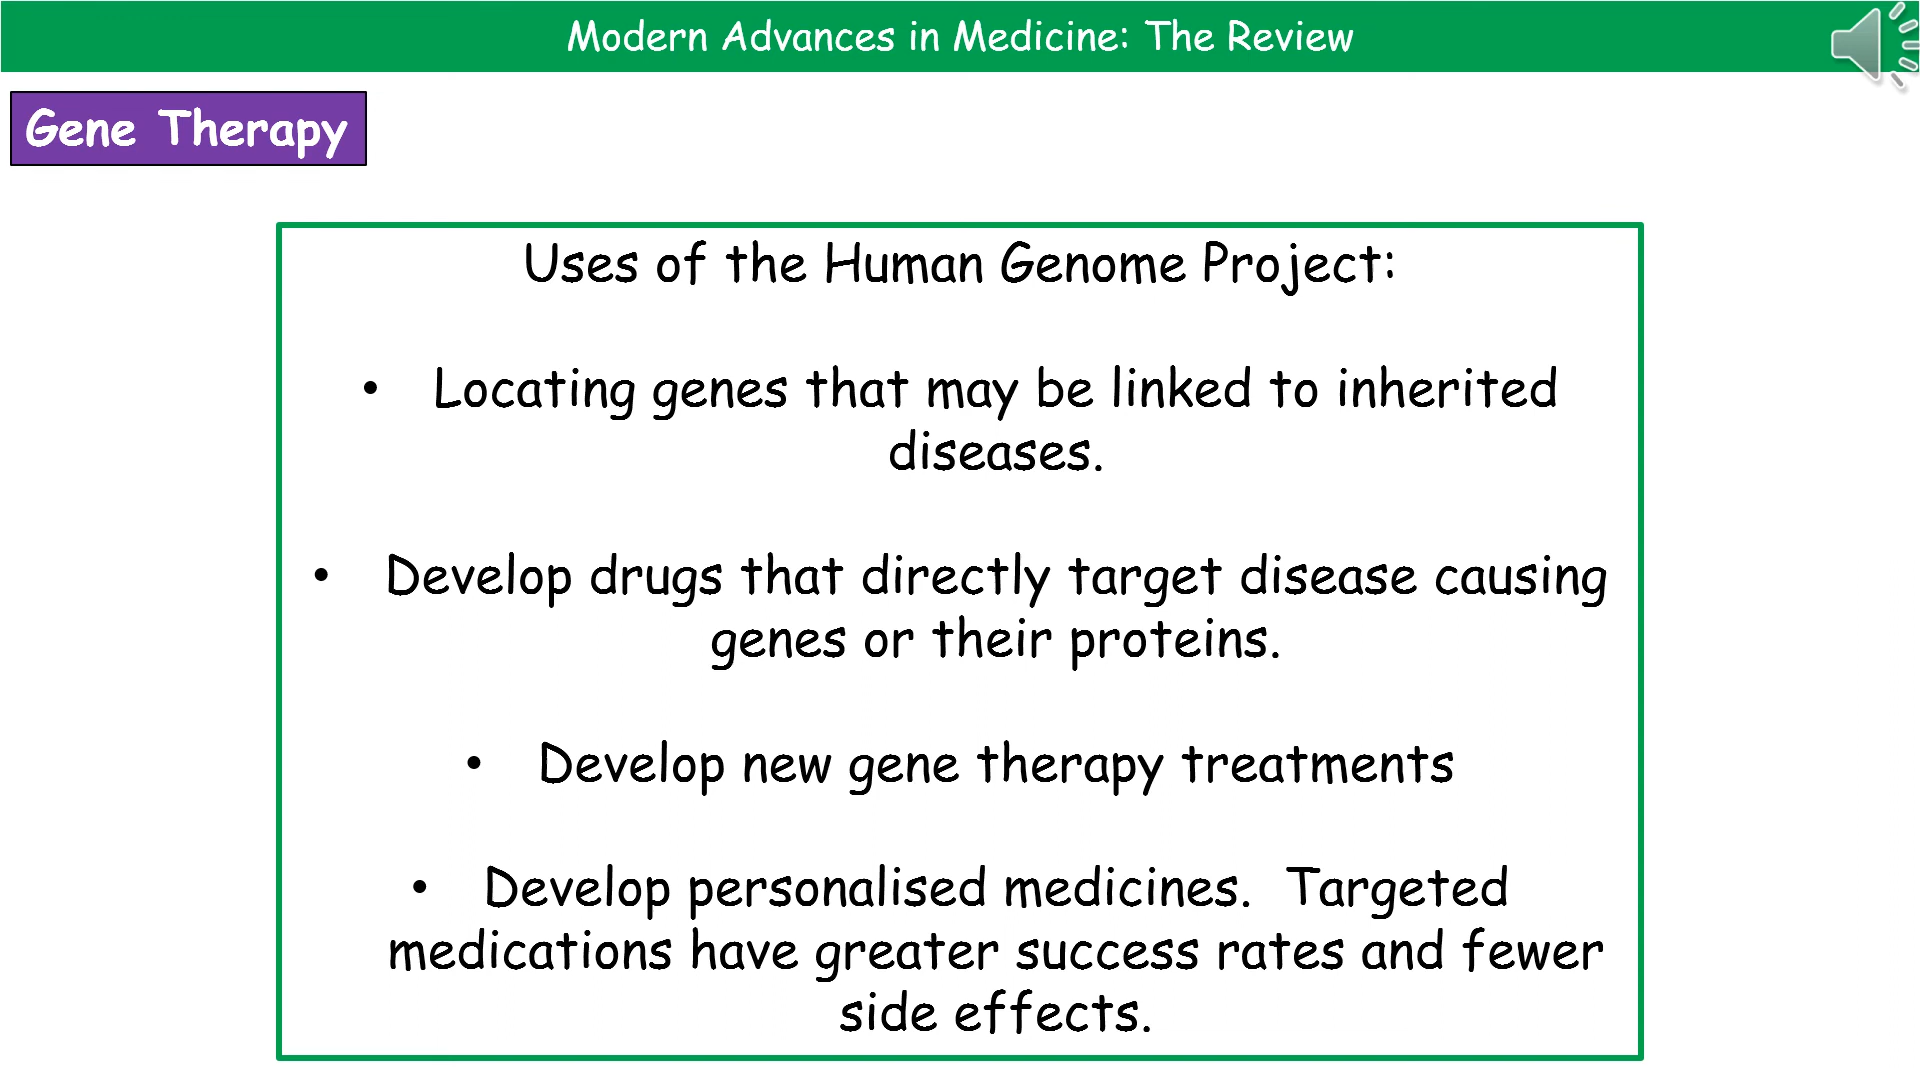 Modern Advances in Medicine: The Review
Gene Therapy
Uses of the Human Genome Project:
• Locating genes that may be linked to inherited
diseases.
• Develop drugs that directly target disease causing
genes or their proteins.
• Develop new gene therapy treatments
• Develop personalised medicines.  Targeted
medications have greater success rates and fewer
side effects.